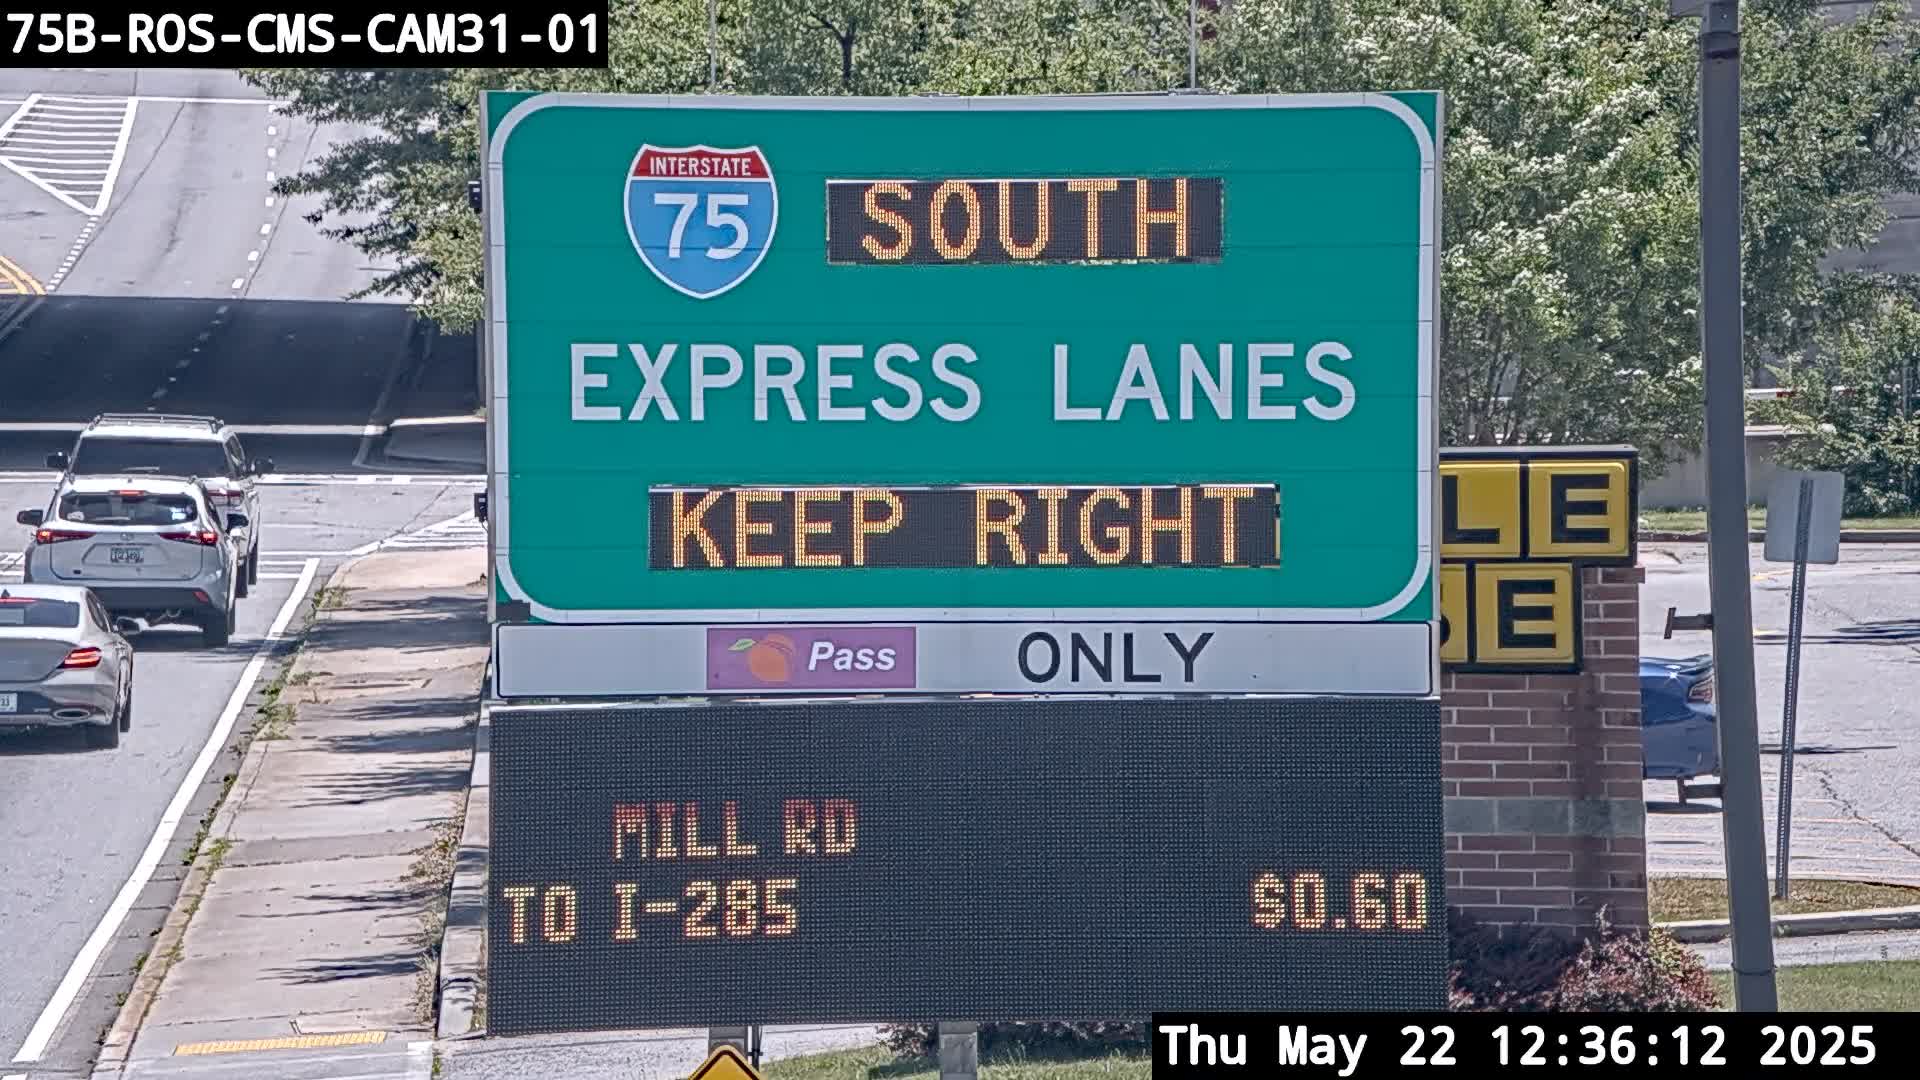 75B-ROS-CMS-CAM31-01
INTERSTATE
75
SOUTH
EXPRESS LANES
KEEP RIGHT
Pass ONLY
MILL RD
TO I-285 $0.60
LE
E
Thu May 22 12:36:12 2025